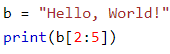 b = "Hello, World!"
print(b[2:5])